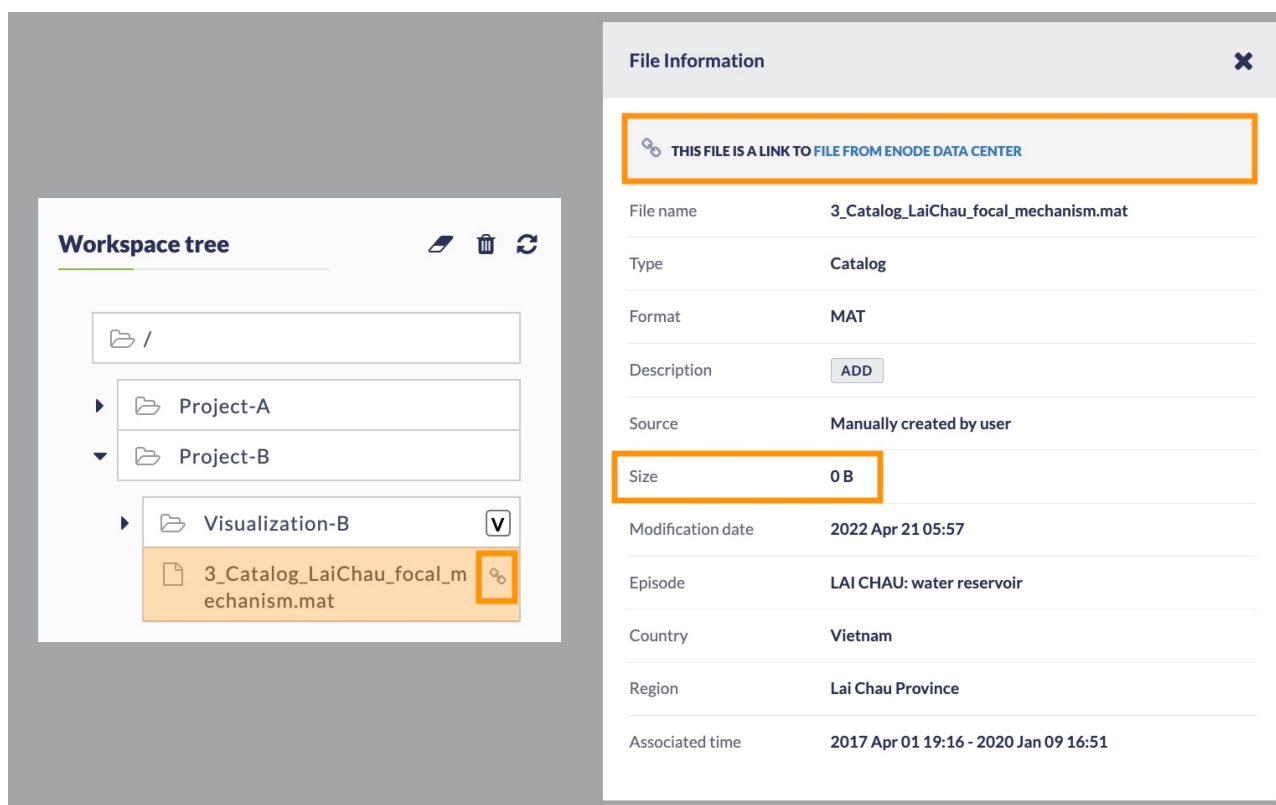 Workspace tree
/
Project-A
Project-B
Visualization-B V
3_Catalog_LaiChau_focal_m
echanism.mat
File Information
THIS FILE IS A LINK TO FILE FROM ENODE DATA CENTER
File name 3_Catalog_LaiChau_focal_mechanism.mat
Type Catalog
Format MAT
Description ADD
Source Manually created by user
Size 0 B
Modification date 2022 Apr 21 05:57
Episode LAI CHAU: water reservoir
Country Vietnam
Region Lai Chau Province
Associated time 2017 Apr 01 19:16 - 2020 Jan 09 16:51